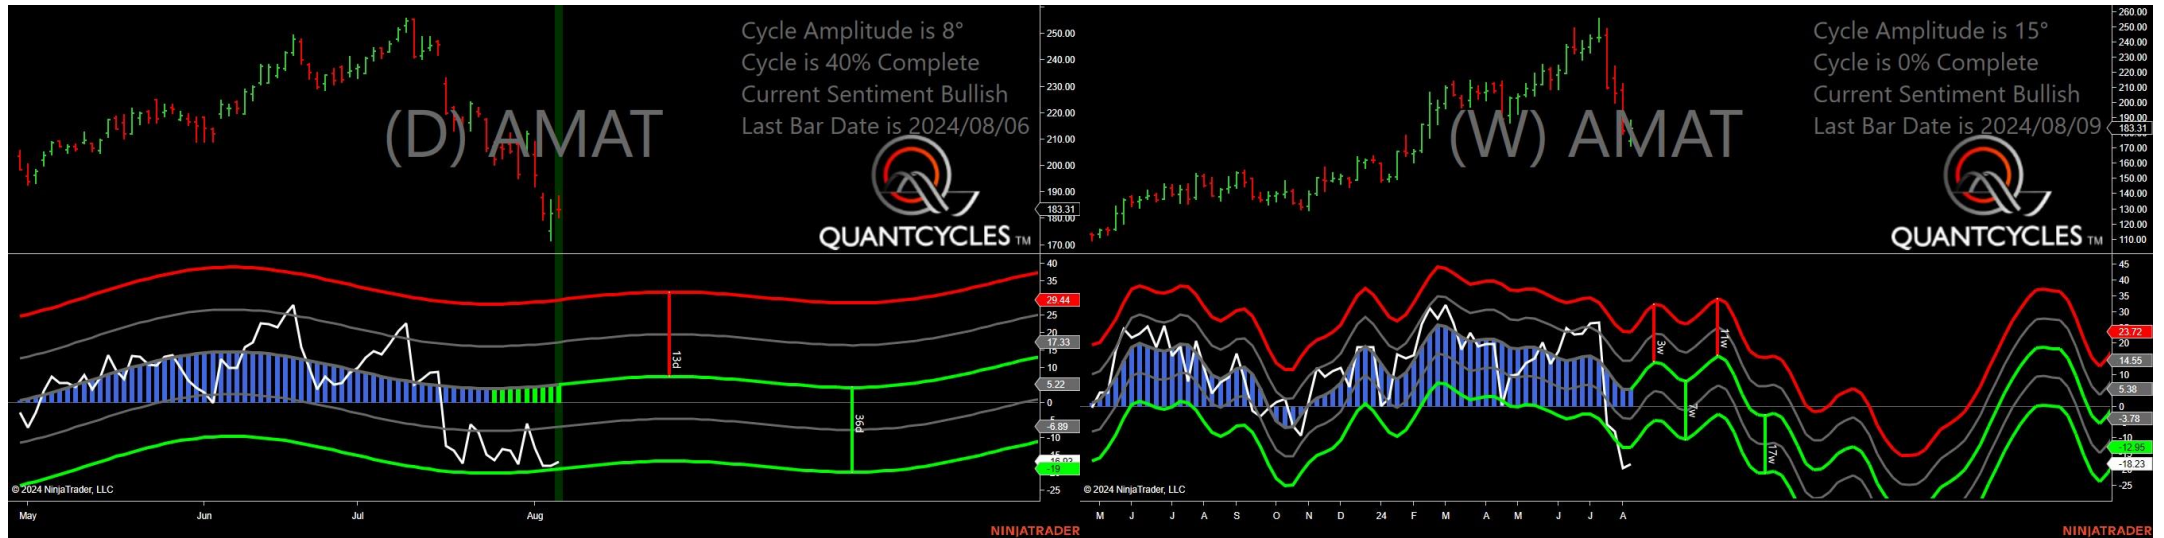 Cycle Amplitude is 8°
Cycle is 40% Complete
Current Sentiment Bullish
Last Bar Date is 2024/08/06
(D) AMAT
QUANTCYCLES TM
250.00
240.00
230.00
220.00
210.00
200.00
190.00
183.31
180.00
170.00
40
35
29.44
25
20
17.33
15
10
5.22
0
-6.89
-10
-16.93
-19
-25
13d
36d
© 2024 NinjaTrader, LLC
May Jun Jul Aug
NINJATRADER
Cycle Amplitude is 15°
Cycle is 0% Complete
Current Sentiment Bullish
Last Bar Date is 2024/08/09
(W) AMAT
QUANTCYCLES TM
260.00
250.00
240.00
230.00
220.00
210.00
200.00
190.00
183.31
170.00
160.00
150.00
140.00
130.00
110.00
45
40
35
30
23.72
20
14.55
10
5.38
0
-3.78
-10
-12.95
-18.23
-25
3w
7w
11w
17w
© 2024 NinjaTrader, LLC
M J J A S O N D 24 F M A M J J A
NINJATRADER